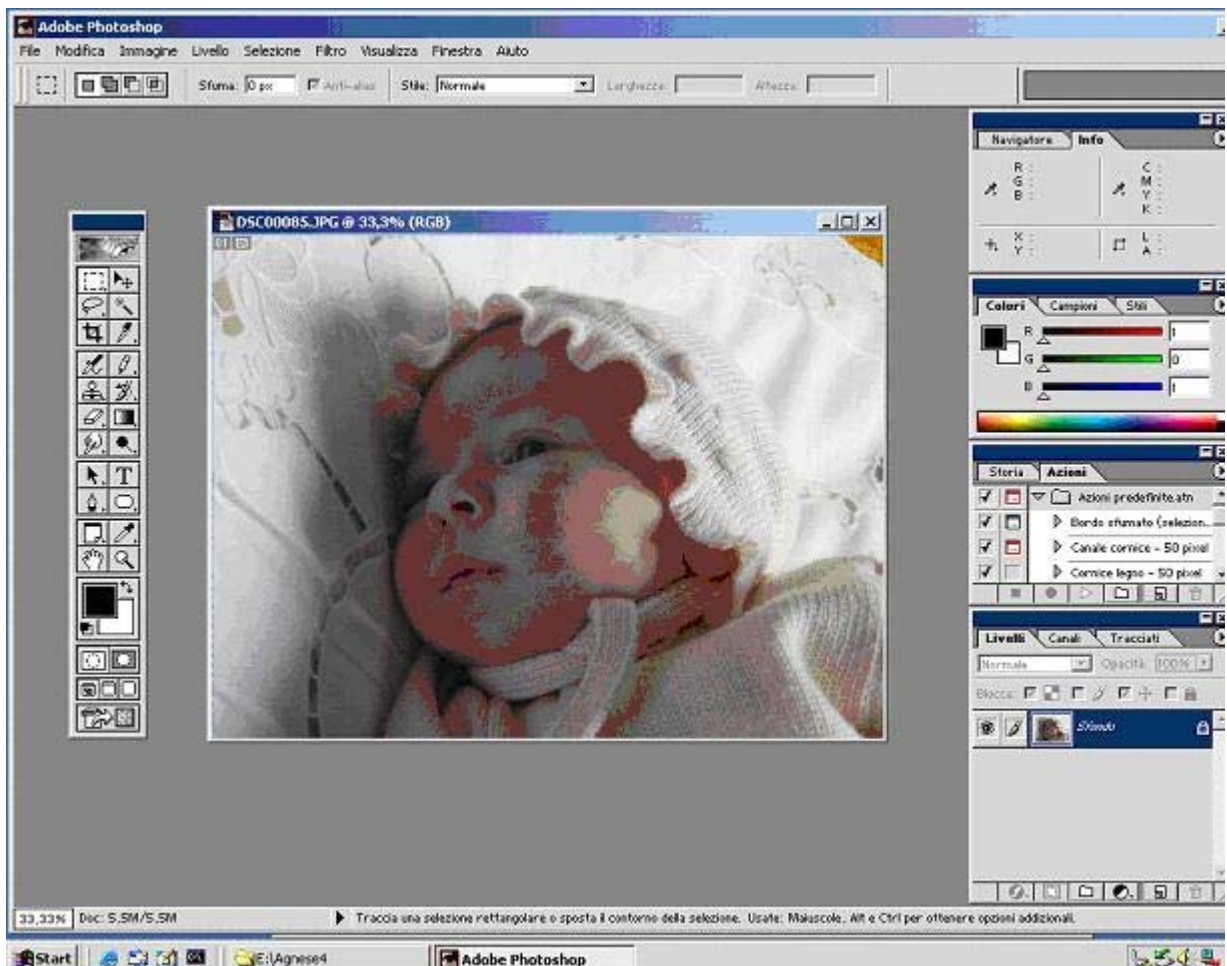 Adobe Photoshop
File Modifica Immagine Livello Selezione Filtro Visualizza Finestra Aiuto
Sfuma: 0 px Anti-alias Stile: Normale Larghezza: Altezza:
Navigatore Info
R : C :
G : M :
B : Y :
K :
X : L :
Y : A :
DSC00085.JPG @ 33,3% (RGB)
01
Colori Campioni Stili
R 1
G 0
B 1
T
Storia Azioni
Azioni predefinite.atn
Bordo sfumato (selezion...
Canale cornice - 50 pixel
Cornice legno - 50 pixel
Livelli Canali Tracciati
Normale Opacità: 100%
Blocca:
Sfondo
33,33% Doc: 5,5M/5,5M Traccia una selezione rettangolare o sposta il contorno della selezione. Usate: Maiuscole, Alt e Ctrl per ottenere opzioni addizionali.
Start E:\Agnese4 Adobe Photoshop